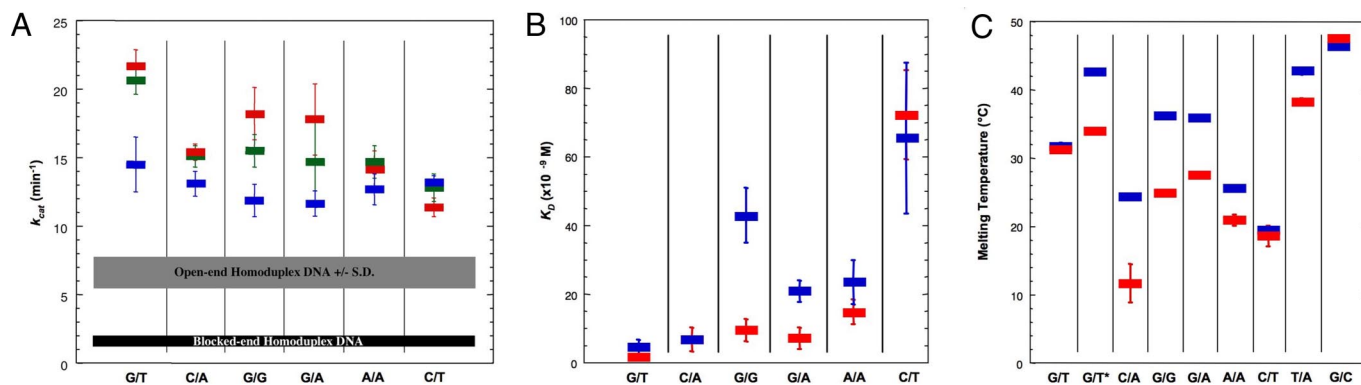 A
25
20
15
10
5
0
kcat (min-1)
Open-end Homoduplex DNA +/- S.D.
Blocked-end Homoduplex DNA
G/T C/A G/G G/A A/A C/T
B
100
80
60
40
20
0
KD (x10 -9 M)
G/T C/A G/G G/A A/A C/T
C
50
40
30
20
10
0
Melting Temperature (°C)
G/T G/T* C/A G/G G/A A/A C/T T/A G/C